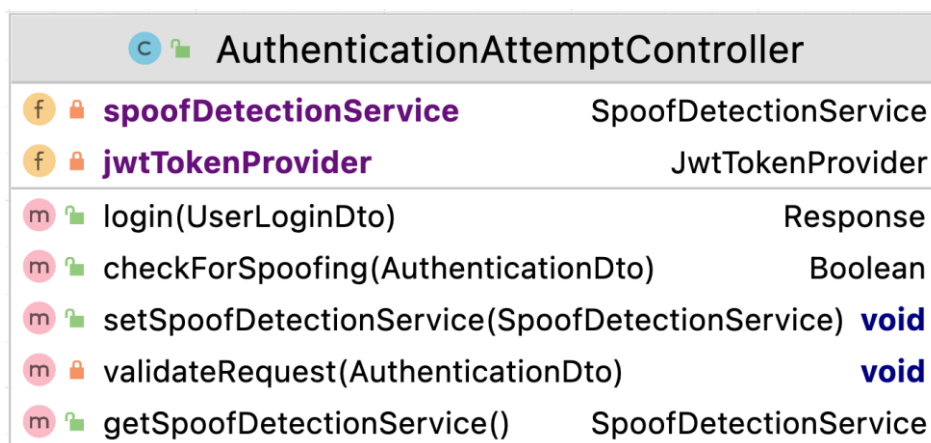 C AuthenticationAttemptController
f spoofDetectionService SpoofDetectionService
f jwtTokenProvider JwtTokenProvider
m login(UserLoginDto) Response
m checkForSpoofing(AuthenticationDto) Boolean
m setSpoofDetectionService(SpoofDetectionService) void
m validateRequest(AuthenticationDto) void
m getSpoofDetectionService() SpoofDetectionService